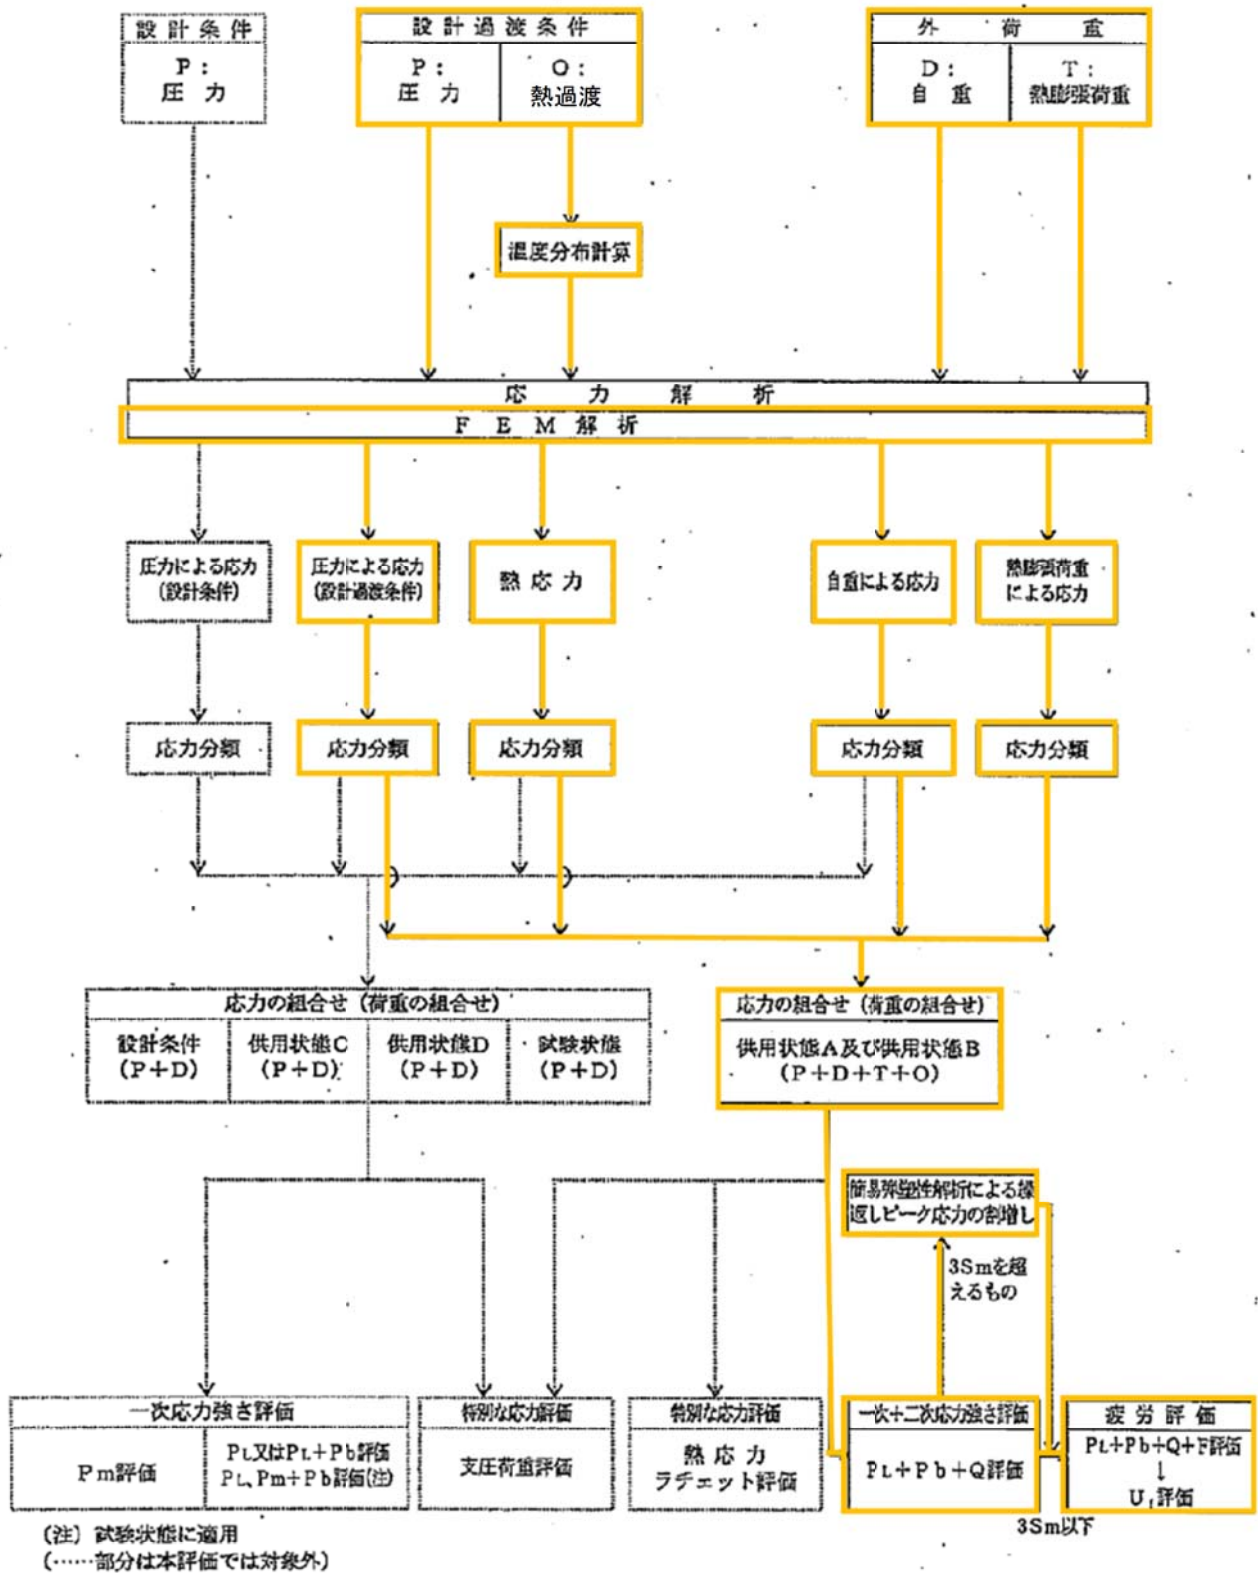 設計条件
P：
圧力
設計過渡条件
P：
圧力
O：
熱過渡
外荷重
D：
自重
T：
熱膨張荷重
温度分布計算
応力解析
FEM解析
圧力による応力
(設計条件)
圧力による応力
(設計過渡条件)
熱応力
自重による応力
熱膨張荷重
による応力
応力分類
応力分類
応力分類
応力分類
応力分類
応力の組合せ（荷重の組合せ）
設計条件
(P+D)
供用状態C
(P+D)
供用状態D
(P+D)
試験状態
(P+D)
応力の組合せ（荷重の組合せ）
供用状態A及び供用状態B
(P+D+T+O)
簡易弾塑性解析による繰
返しピーク応力の割増し
3Smを超
えるもの
一次応力強さ評価
Pm評価
PL又はPL+Pb評価
PL、Pm+Pb評価(注)
特別な応力評価
支圧荷重評価
特別な応力評価
熱応力
ラチェット評価
一次+二次応力強さ評価
PL+Pb+Q評価
疲労評価
PL+Pb+Q+F評価
↓
Uf評価
3Sm以下
(注) 試験状態に適用
(……部分は本評価では対象外)